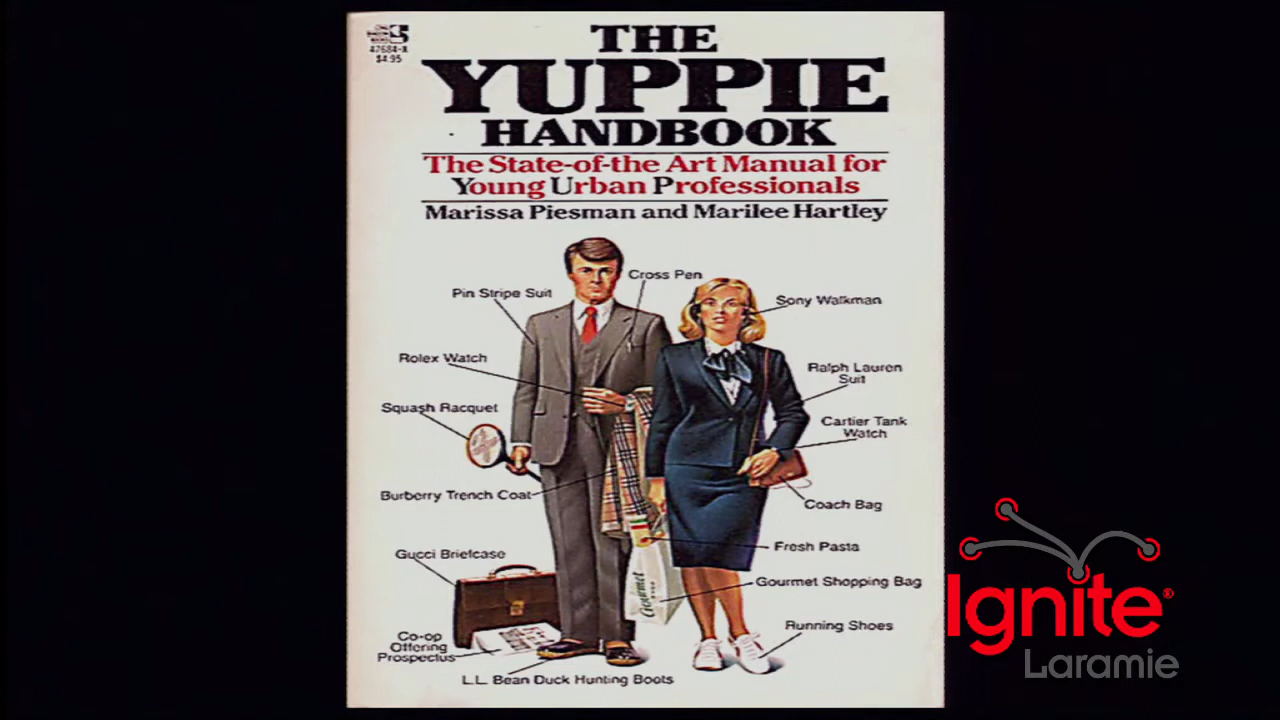 47684-X
$4.95
THE
YUPPIE
HANDBOOK
The State-of-the Art Manual for
Young Urban Professionals
Marissa Piesman and Marilee Hartley
Cross Pen
Pin Stripe Suit
Sony Walkman
Rolex Watch
Ralph Lauren
Suit
Squash Racquet
Cartier Tank
Watch
Burberry Trench Coat
Coach Bag
Fresh Pasta
Gucci Briefcase
Gourmet Shopping Bag
Gourmet
Running Shoes
Co-op
Offering
Prospectus
L.L. Bean Duck Hunting Boots
Ignite®
Laramie